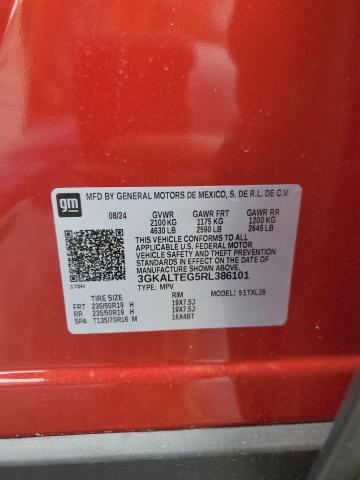 gm
MFD BY GENERAL MOTORS DE MEXICO, S. DE R.L. DE C.V.
08/24 GVWR GAWR FRT GAWR RR
2100 KG 1175 KG 1200 KG
4630 LB 2590 LB 2645 LB
THIS VEHICLE CONFORMS TO ALL
APPLICABLE U.S. FEDERAL MOTOR
VEHICLE SAFETY, BUMPER, AND
THEFT PREVENTION STANDARDS IN
EFFECT ON THE DATE OF
MANUFACTURE SHOWN ABOVE.
3GKALTEG5RL386101
TYPE: MPV MODEL: 51TXL26
TIRE SIZE RIM
FRT 235/50R19 H 19X7.5J
RR 235/50R19 H 19X7.5J
SPA T135/70R16 M 16X4BT